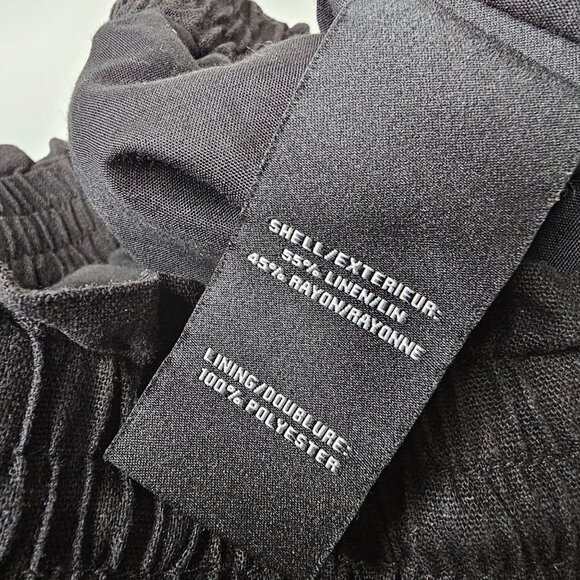 SHELL/EXTERIEUR:
55% LINEN/LIN
45% RAYON/RAYONNE
LINING/DOUBLURE:
100% POLYESTER